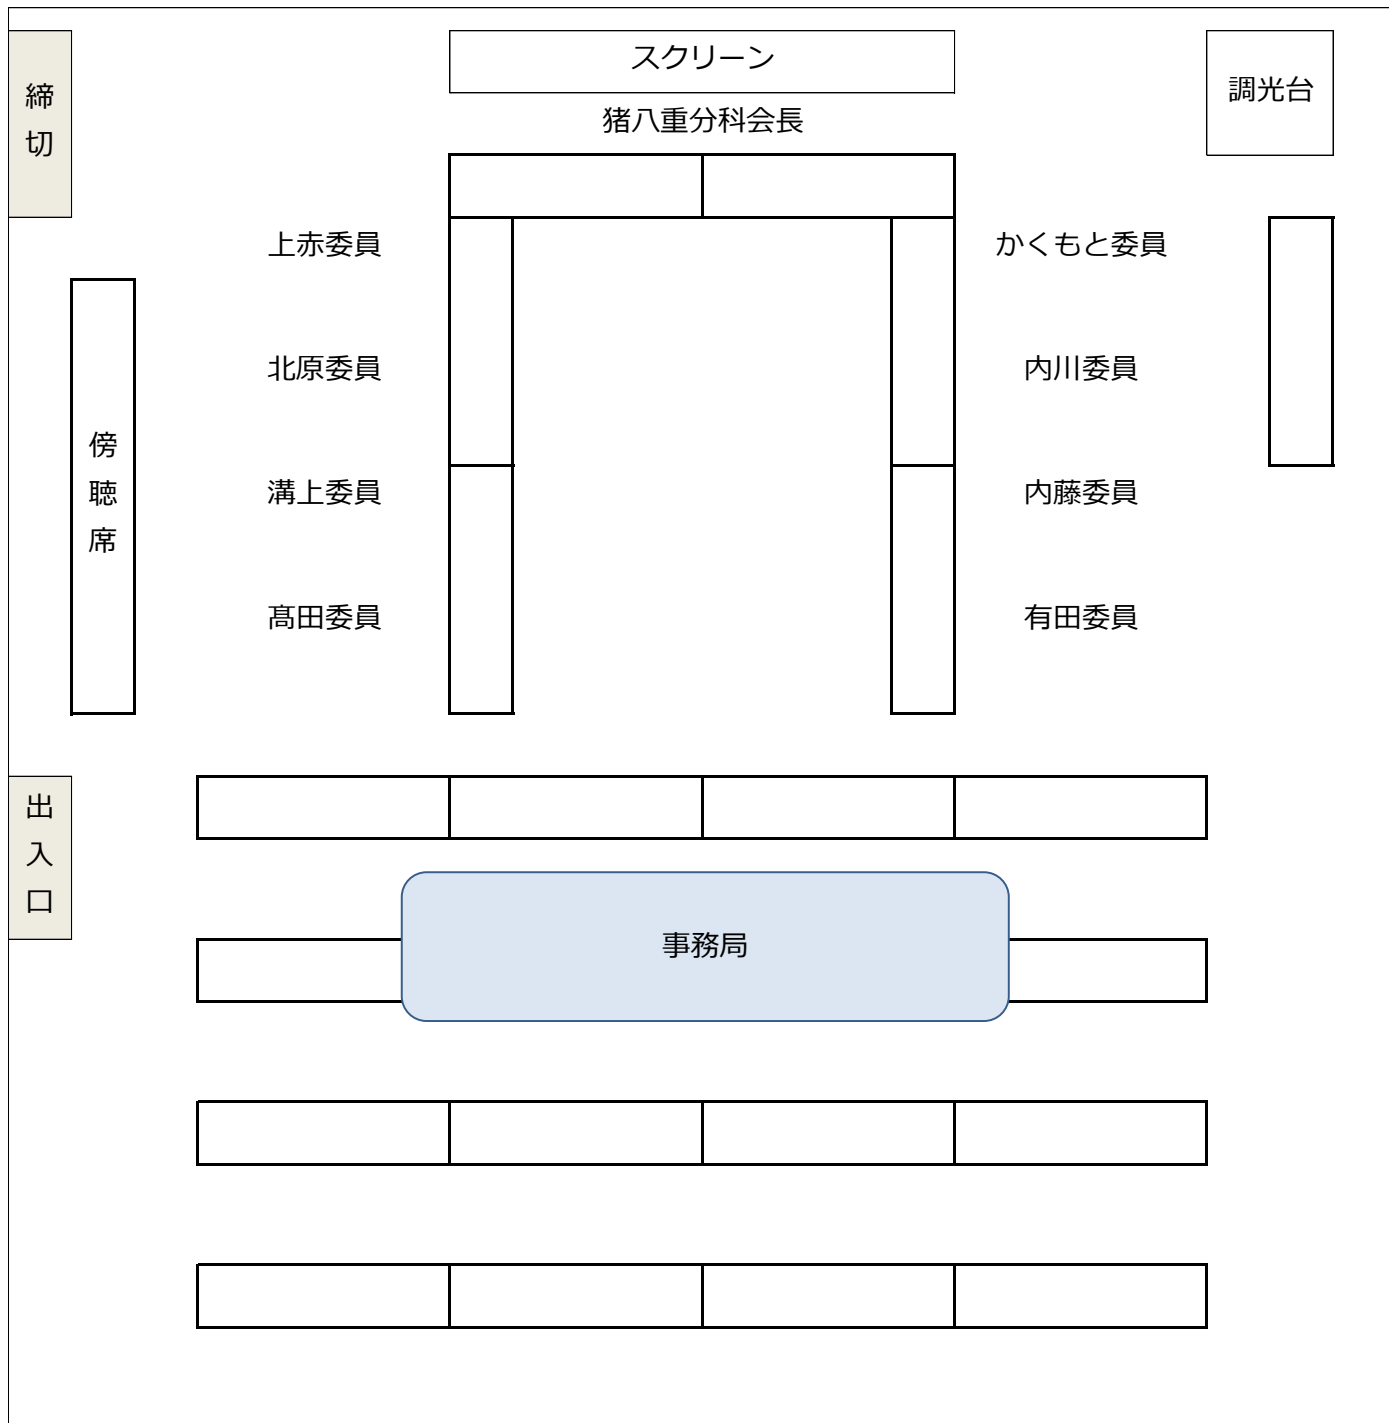 スクリーン
調光台
締切
猪八重分科会長
上赤委員
かくもと委員
北原委員
内川委員
傍聴席
溝上委員
内藤委員
髙田委員
有田委員
出入口
事務局